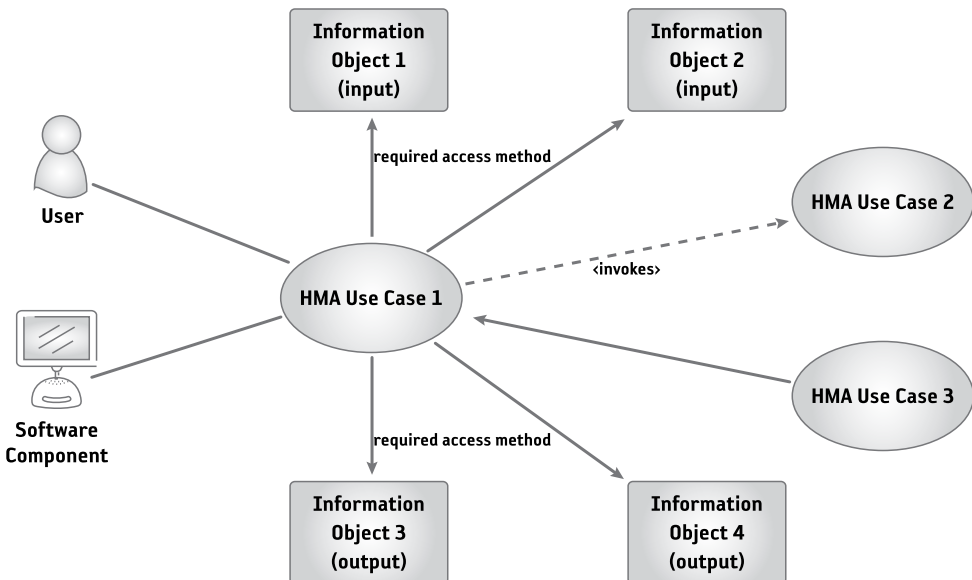 Information
Object 1
(input)
Information
Object 2
(input)
required access method
User
HMA Use Case 2
‹invokes›
HMA Use Case 1
HMA Use Case 3
Software
Component
required access method
Information
Object 3
(output)
Information
Object 4
(output)